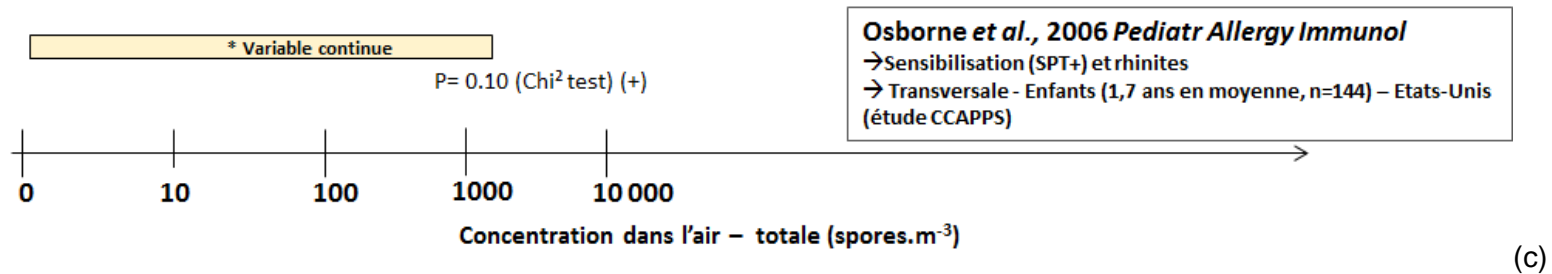 * Variable continue
P= 0.10 (Chi² test) (+)
Osborne et al., 2006 Pediatr Allergy Immunol
→Sensibilisation (SPT+) et rhinites
→ Transversale - Enfants (1,7 ans en moyenne, n=144) – Etats-Unis
(étude CCAPPS)
0 10 100 1000 10 000
Concentration dans l'air – totale (spores.m⁻³)
(c)